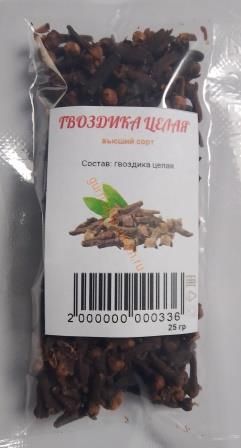 ГВОЗДИКА ЦЕЛАЯ
высший сорт
Состав: гвоздика целая
2 000000 000336
25 гр